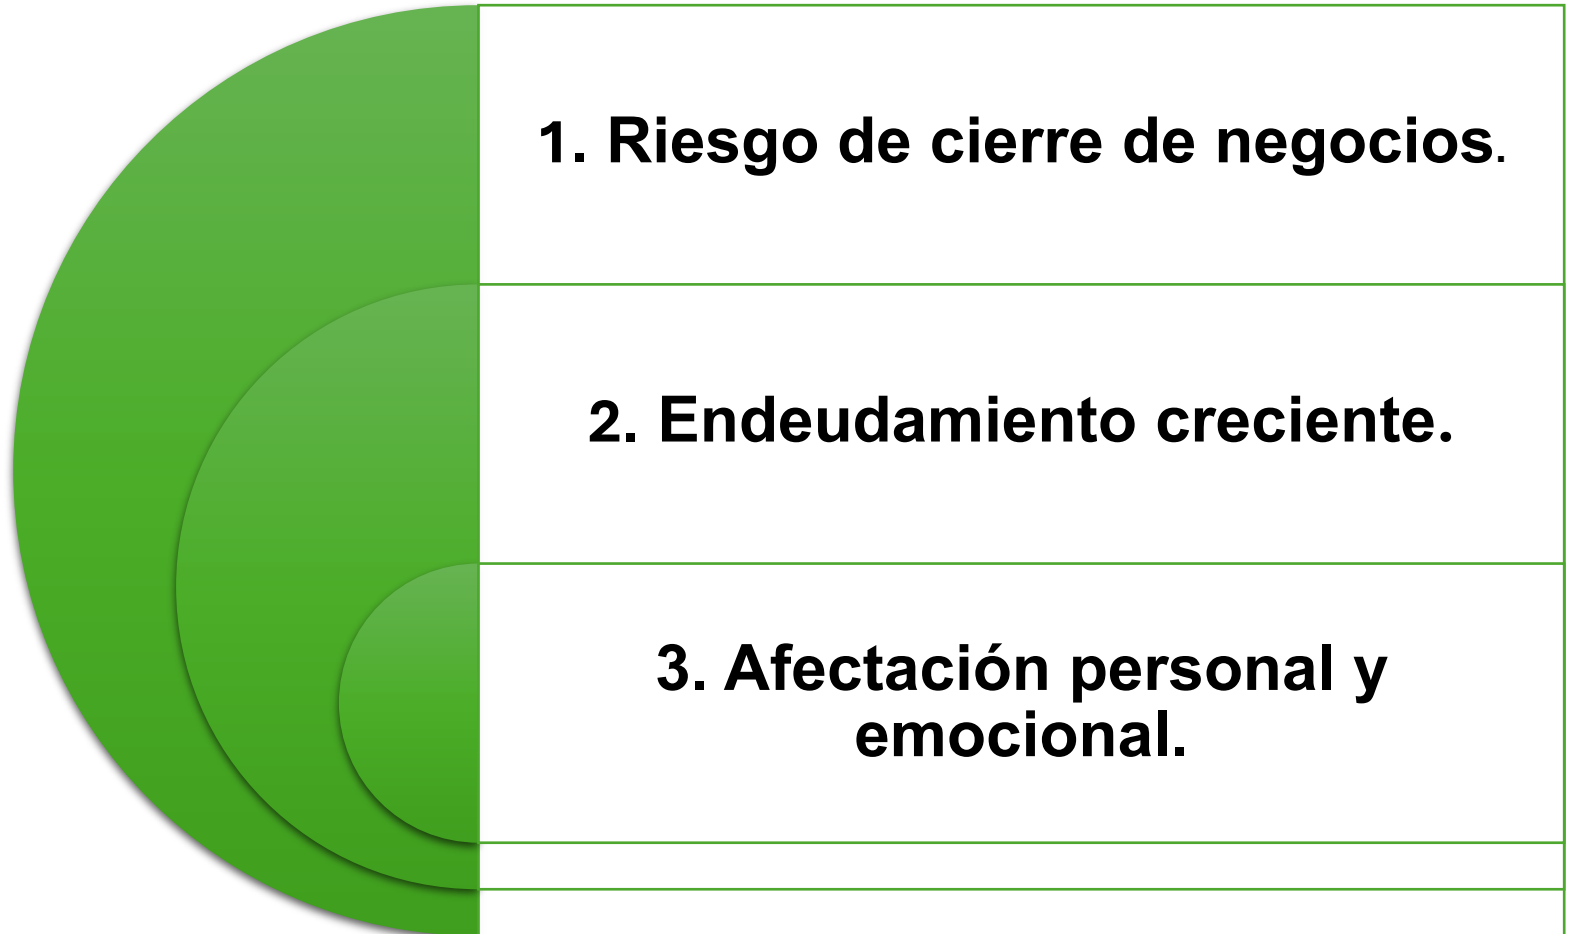 1. Riesgo de cierre de negocios.
2. Endeudamiento creciente.
3. Afectación personal y
emocional.